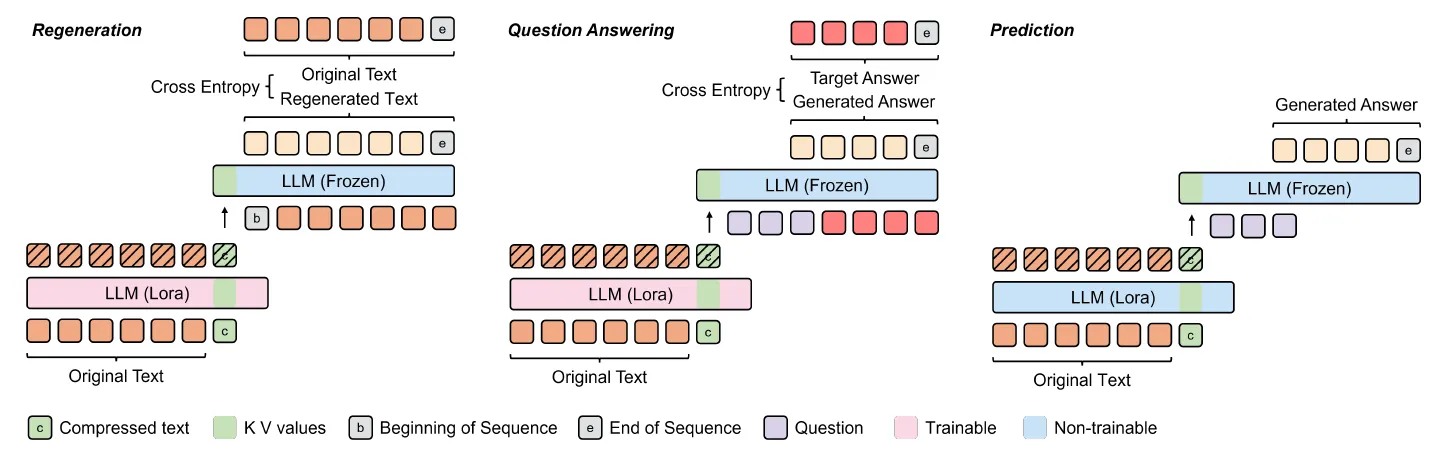 Regeneration
e
Original Text
Cross Entropy
Regenerated Text
e
LLM (Frozen)
b
c
LLM (Lora)
c
Original Text
Question Answering
e
Target Answer
Cross Entropy
Generated Answer
e
LLM (Frozen)
c
LLM (Lora)
c
Original Text
Prediction
Generated Answer
e
LLM (Frozen)
c
LLM (Lora)
c
Original Text
c Compressed text
K V values
b Beginning of Sequence
e End of Sequence
Question
Trainable
Non-trainable